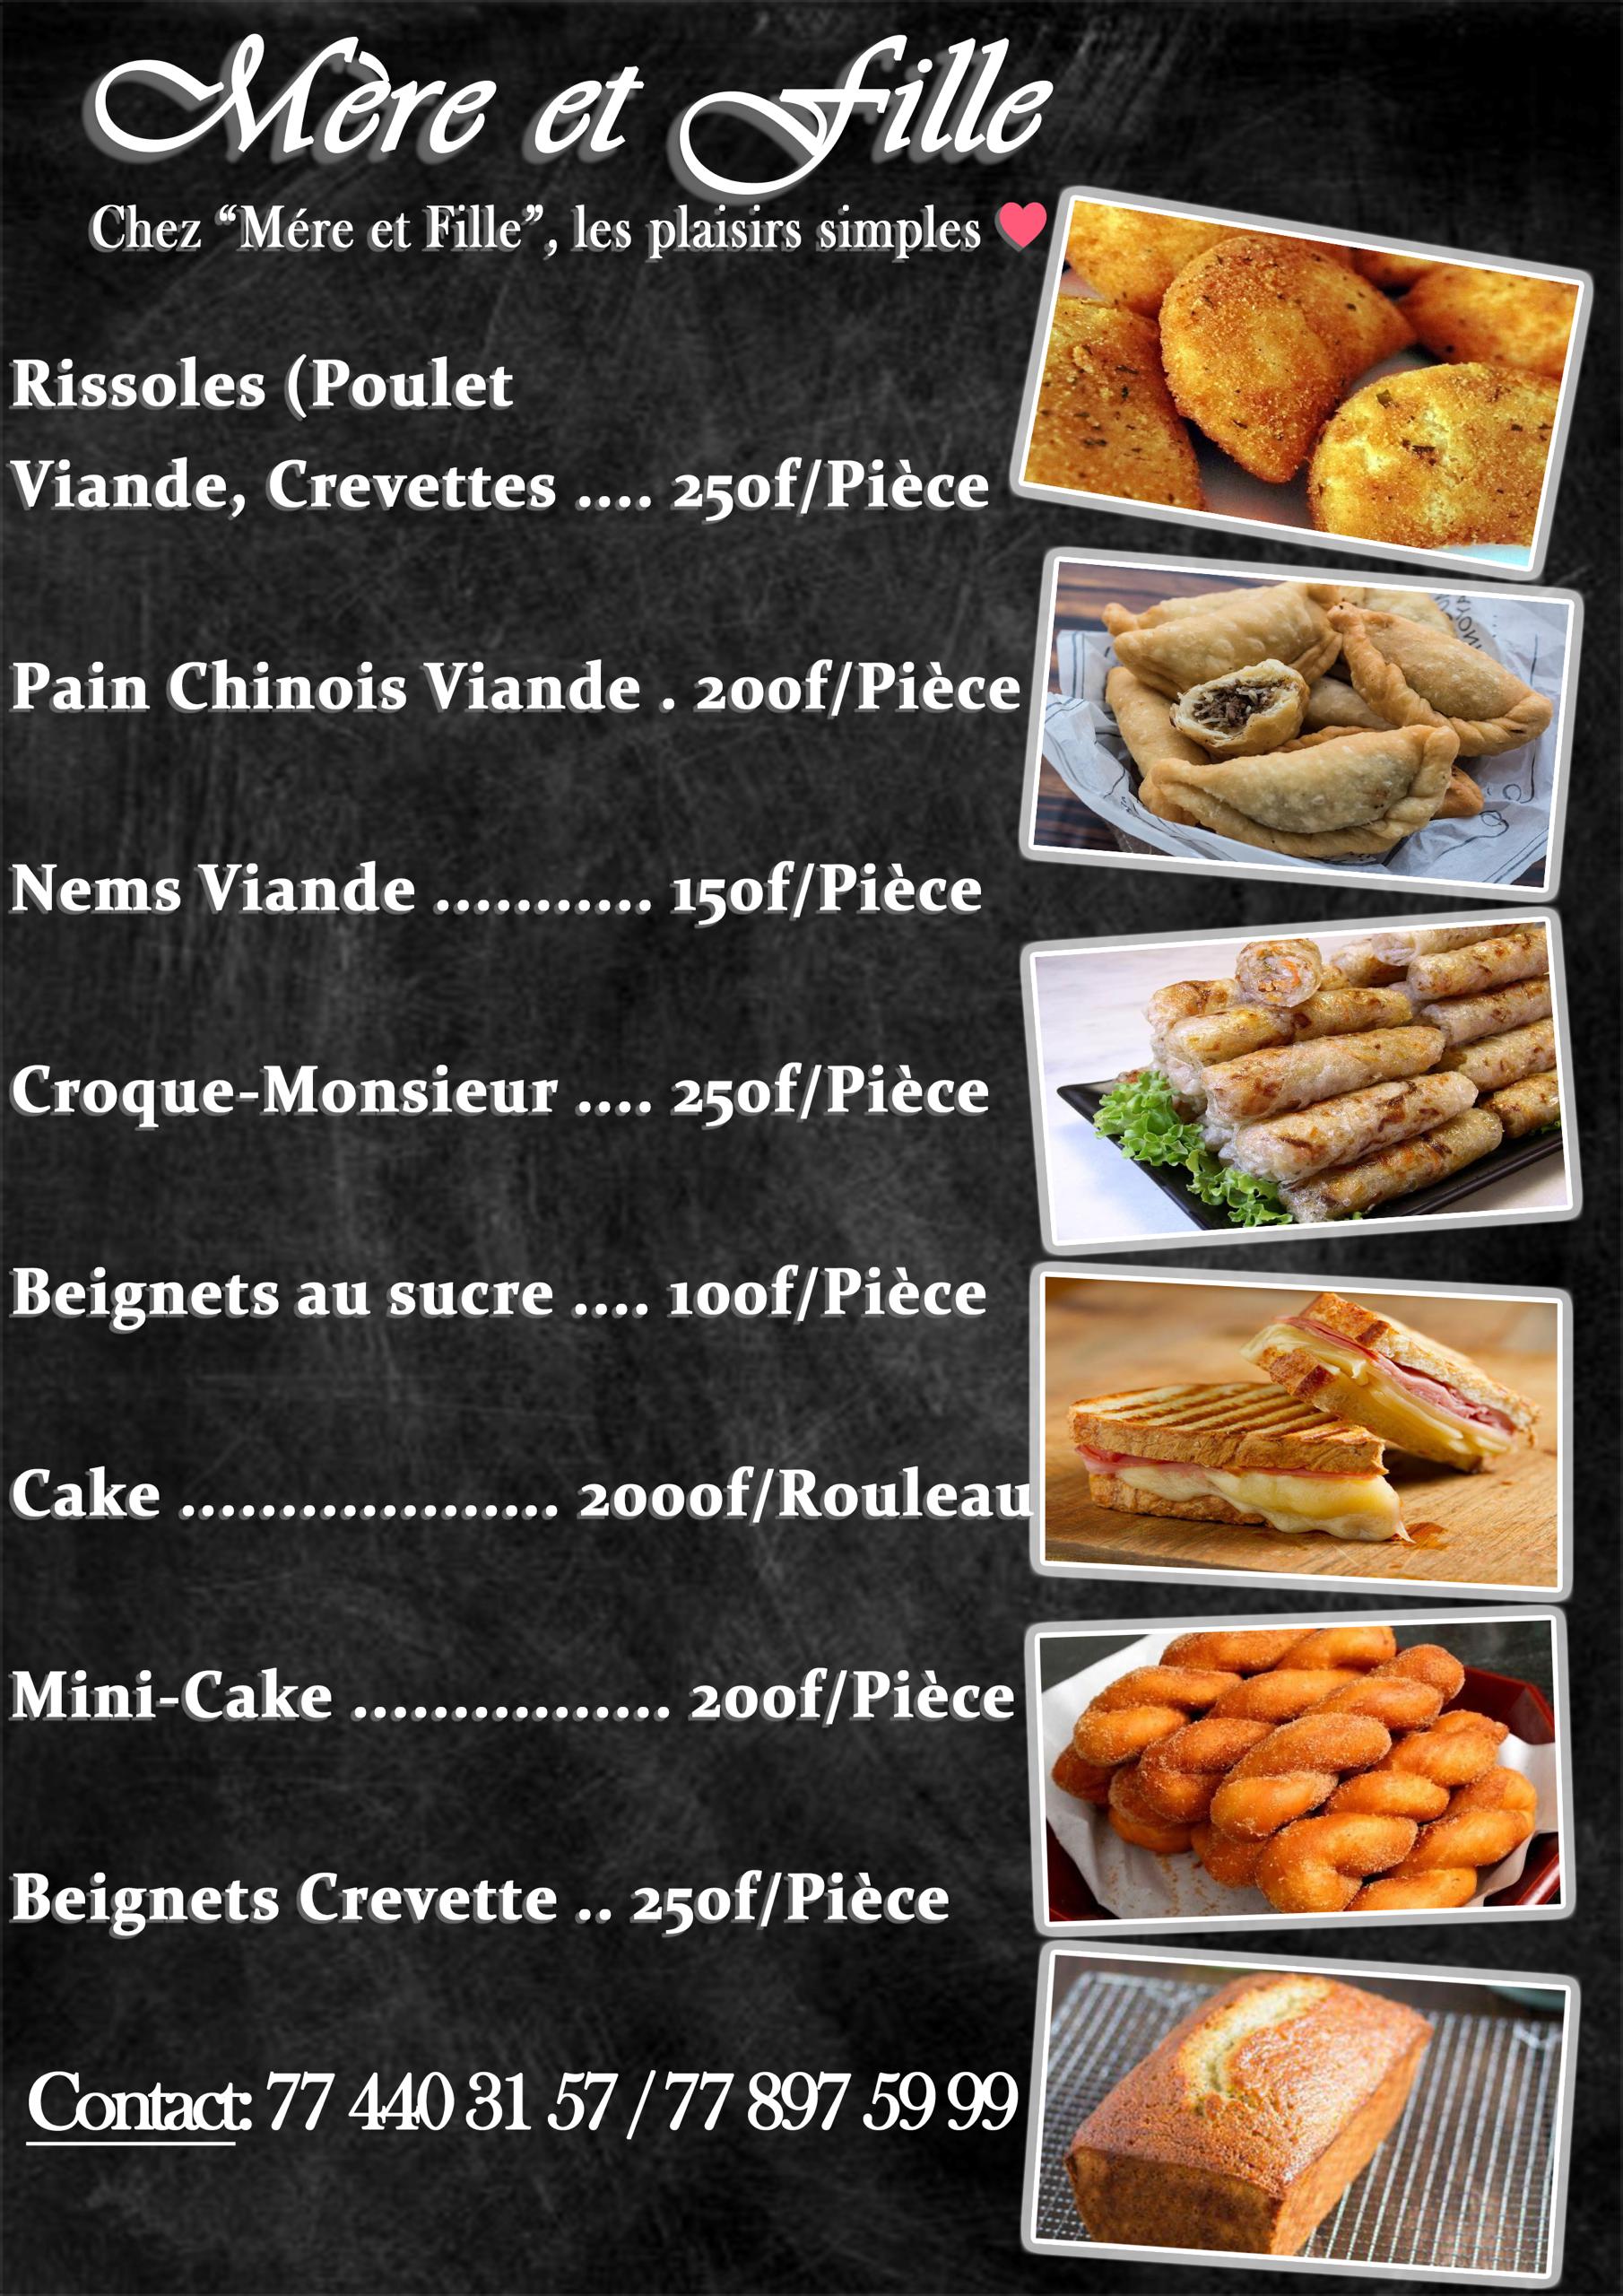 Mère et Fille
Chez “Mére et Fille”, les plaisirs simples ❤
Rissoles (Poulet
Viande, Crevettes .... 250f/Pièce
Pain Chinois Viande . 200f/Pièce
Nems Viande ........... 150f/Pièce
Croque-Monsieur .... 250f/Pièce
Beignets au sucre .... 100f/Pièce
Cake ................... 2000f/Rouleau
Mini-Cake ................ 200f/Pièce
Beignets Crevette .. 250f/Pièce
Contact: 77 440 31 57 / 77 897 59 99